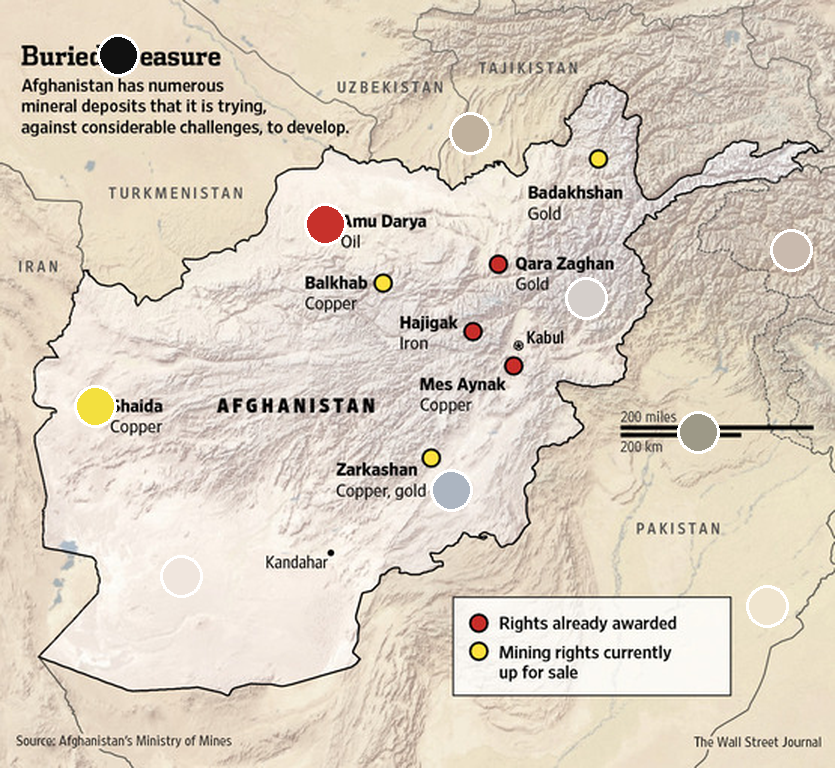 Buried easure
Afghanistan has numerous
mineral deposits that it is trying,
against considerable challenges, to develop.
UZBEKISTAN
TAJIKISTAN
TURKMENISTAN
IRAN
Badakhshan
Gold
Amu Darya
Oil
Qara Zaghan
Gold
Balkhab
Copper
Hajigak
Iron
Kabul
Mes Aynak
Copper
AFGHANISTAN
Shaida
Copper
200 miles
200 km
Zarkashan
Copper, gold
PAKISTAN
Kandahar
Rights already awarded
Mining rights currently
up for sale
Source: Afghanistan's Ministry of Mines
The Wall Street Journal